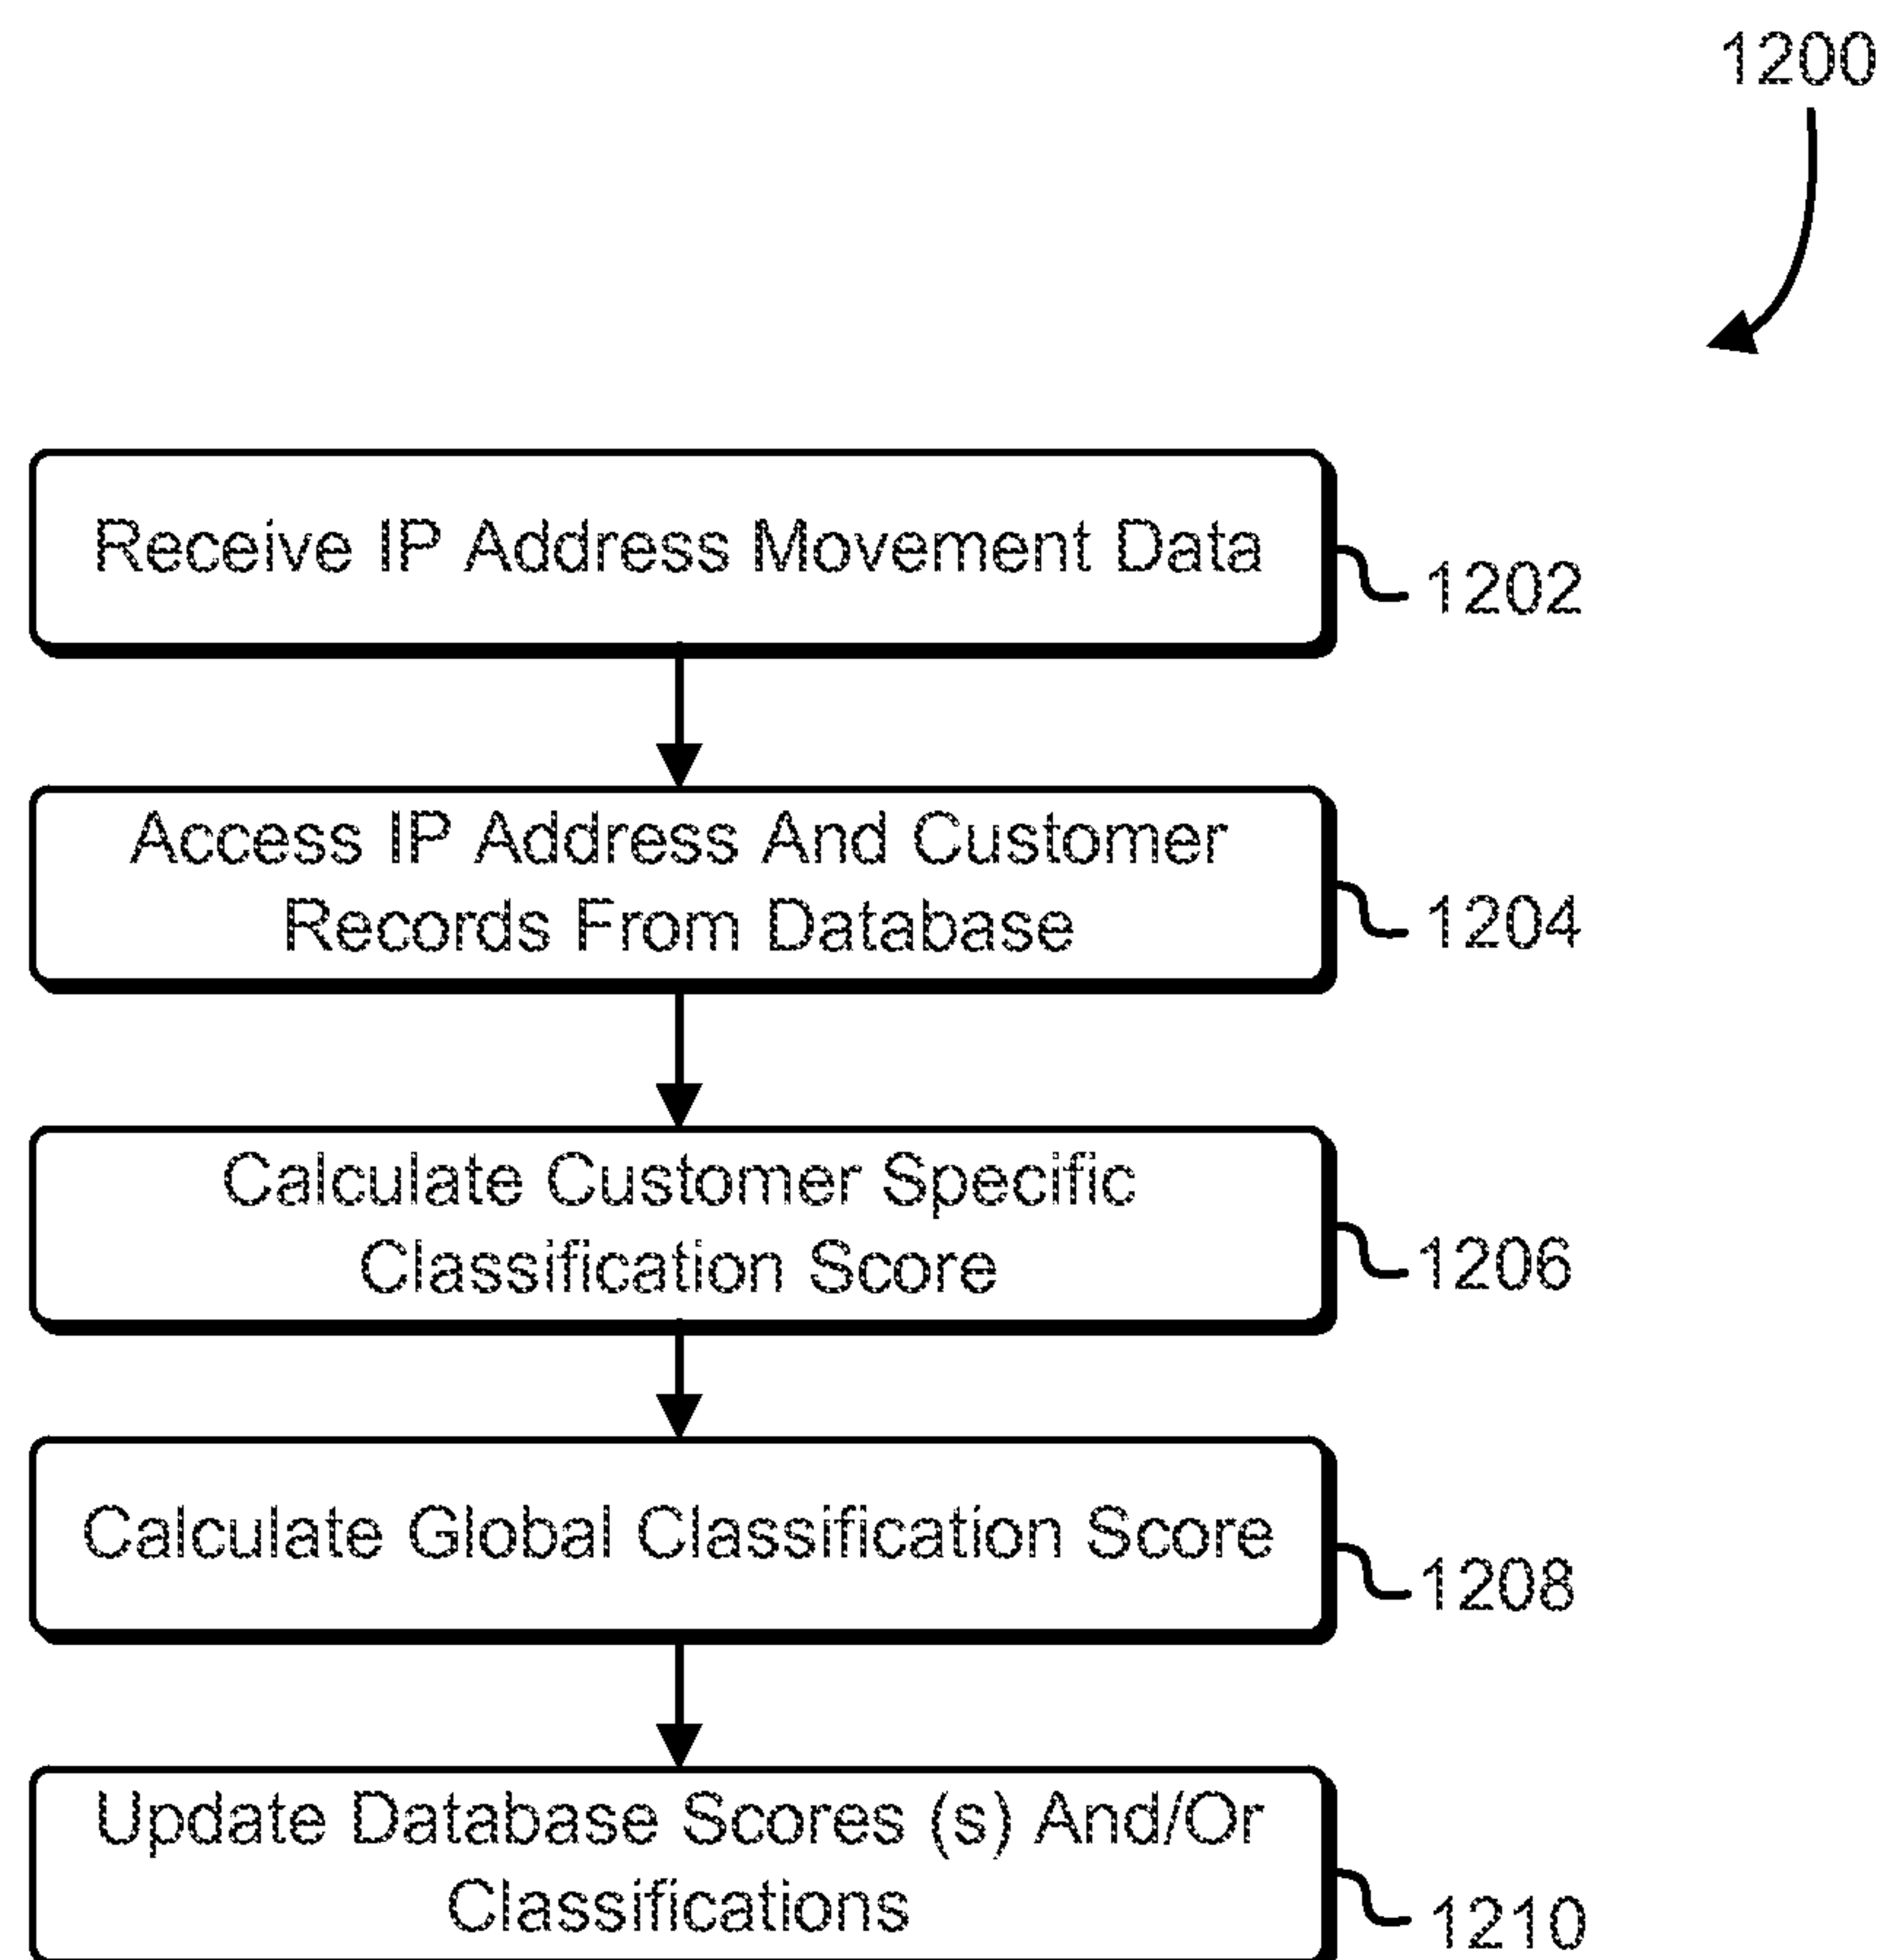 1200
Receive IP Address Movement Data
1202
Access IP Address And Customer
Records From Database
1204
Calculate Customer Specific
Classification Score
1206
Calculate Global Classification Score
1208
Update Database Scores (s) And/Or
Classifications
1210